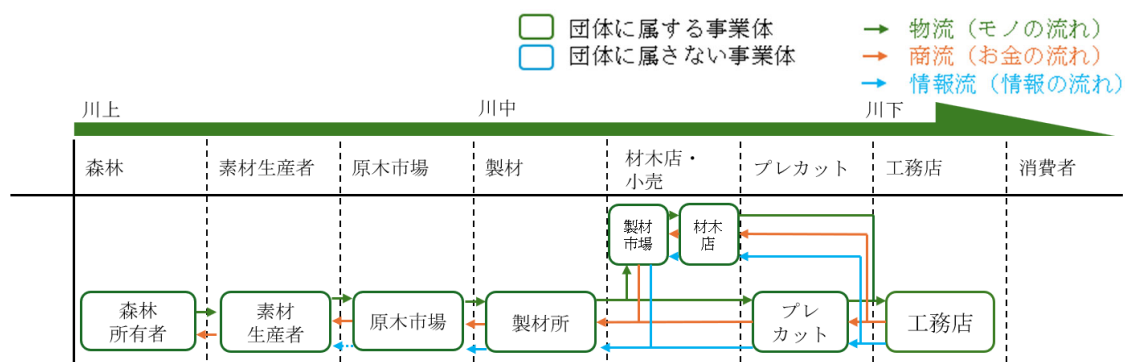 団体に属する事業体
団体に属さない事業体
物流（モノの流れ）
商流（お金の流れ）
情報流（情報の流れ）
川上
川中
川下
森林
素材生産者
原木市場
製材
材木店・
小売
プレカット
工務店
消費者
製材
市場
材木
店
森林
所有者
素材
生産者
原木市場
製材所
プレ
カット
工務店